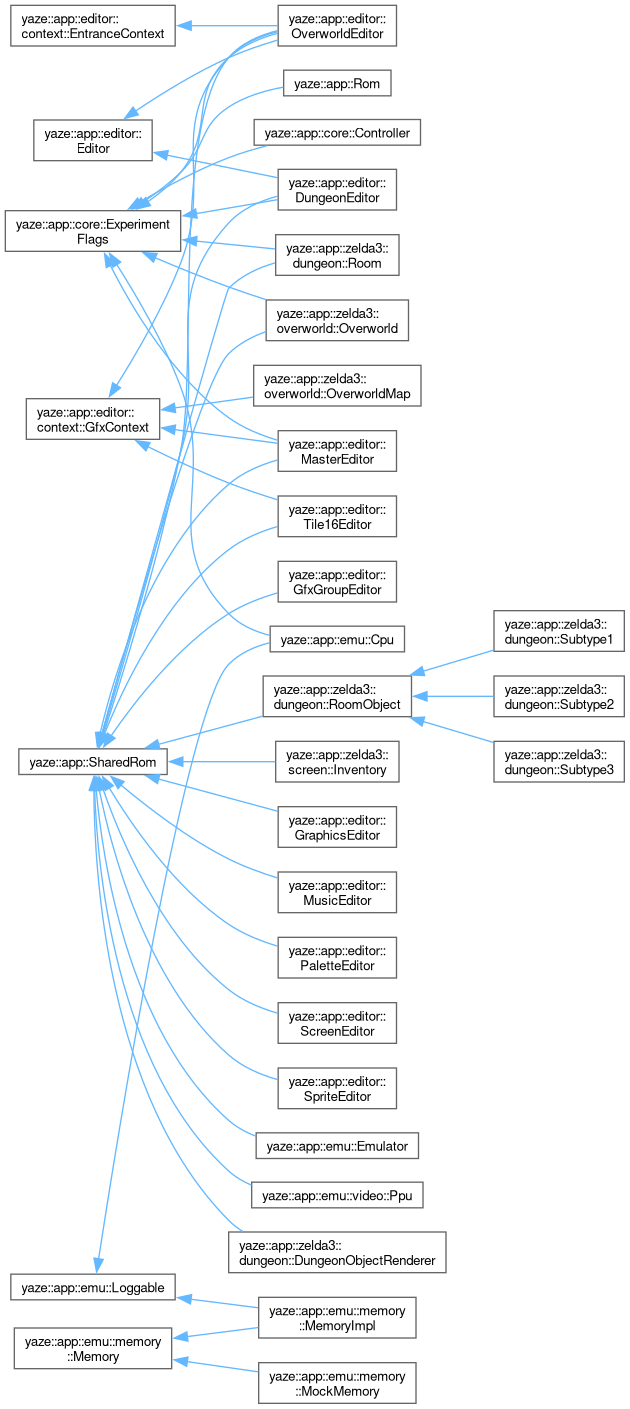 yaze::app::editor::
context::EntranceContext
yaze::app::editor::
OverworldEditor
yaze::app::Rom
yaze::app::editor::
Editor
yaze::app::core::Controller
yaze::app::editor::
DungeonEditor
yaze::app::core::Experiment
Flags
yaze::app::zelda3::
dungeon::Room
yaze::app::zelda3::
overworld::Overworld
yaze::app::zelda3::
overworld::OverworldMap
yaze::app::editor::
context::GfxContext
yaze::app::editor::
MasterEditor
yaze::app::editor::
Tile16Editor
yaze::app::editor::
GfxGroupEditor
yaze::app::emu::Cpu
yaze::app::zelda3::
dungeon::Subtype1
yaze::app::zelda3::
dungeon::RoomObject
yaze::app::zelda3::
dungeon::Subtype2
yaze::app::SharedRom
yaze::app::zelda3::
screen::Inventory
yaze::app::zelda3::
dungeon::Subtype3
yaze::app::editor::
GraphicsEditor
yaze::app::editor::
MusicEditor
yaze::app::editor::
PaletteEditor
yaze::app::editor::
ScreenEditor
yaze::app::editor::
SpriteEditor
yaze::app::emu::Emulator
yaze::app::emu::video::Ppu
yaze::app::zelda3::
dungeon::DungeonObjectRenderer
yaze::app::emu::Loggable
yaze::app::emu::memory
::MemoryImpl
yaze::app::emu::memory
::Memory
yaze::app::emu::memory
::MockMemory